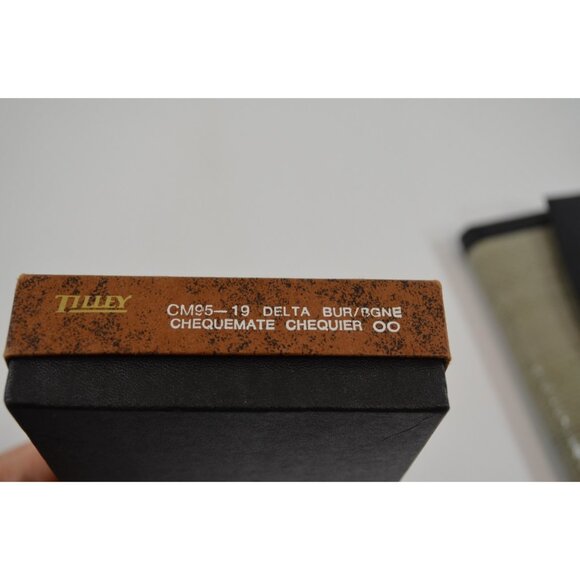 TILLEY
CM95-19 DELTA BUR/BGNE
CHEQUEMATE CHEQUIER OO